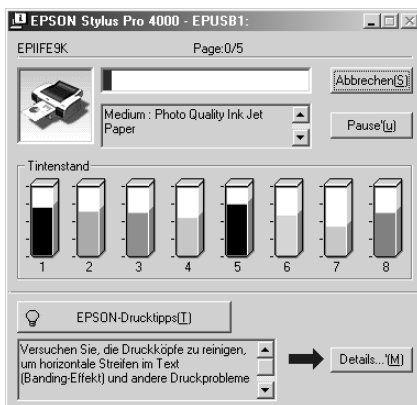 EPSON Stylus Pro 4000 - EPUSB1:
EPIIFE9K Page:0/5
Abbrechen(S)
Medium : Photo Quality Ink Jet
Paper
Pause'(u)
Tintenstand
1 2 3 4 5 6 7 8
EPSON-Drucktipps(T)
Versuchen Sie, die Druckköpfe zu reinigen,
um horizontale Streifen im Text
(Banding-Effekt) und andere Druckprobleme
Details...'(M)